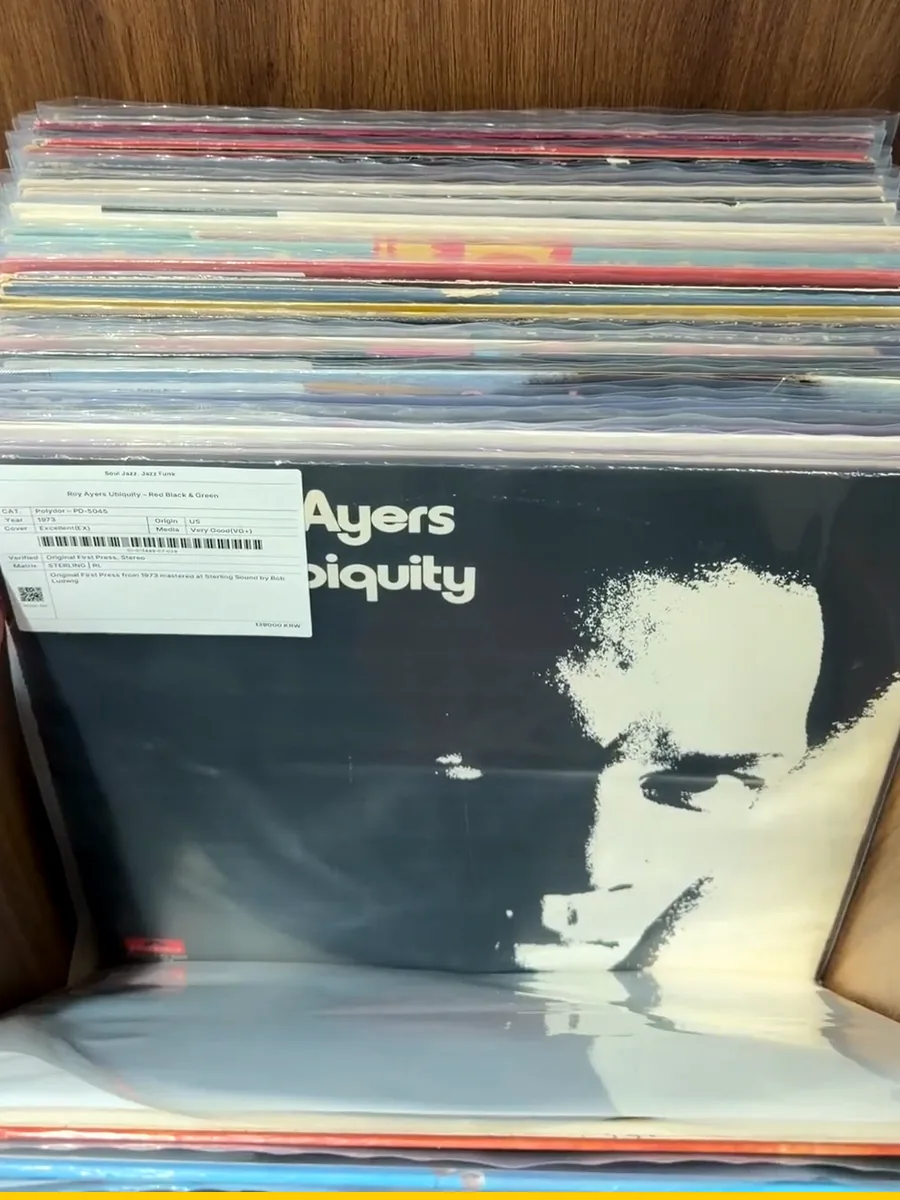 Soul Jazz, Jazz Funk
Roy Ayers Ubiquity – Red Black & Green
CAT. Polydor – PD-5045
Year 1973 Origin US
Cover Excellent(EX) Media Very Good(VG+)
Verified Original First Press, Stereo
Matrix STERLING | RL
Original First Press from 1973 mastered at Sterling Sound by Bob
Ludwig
139000 KRW
Ayers
biquity